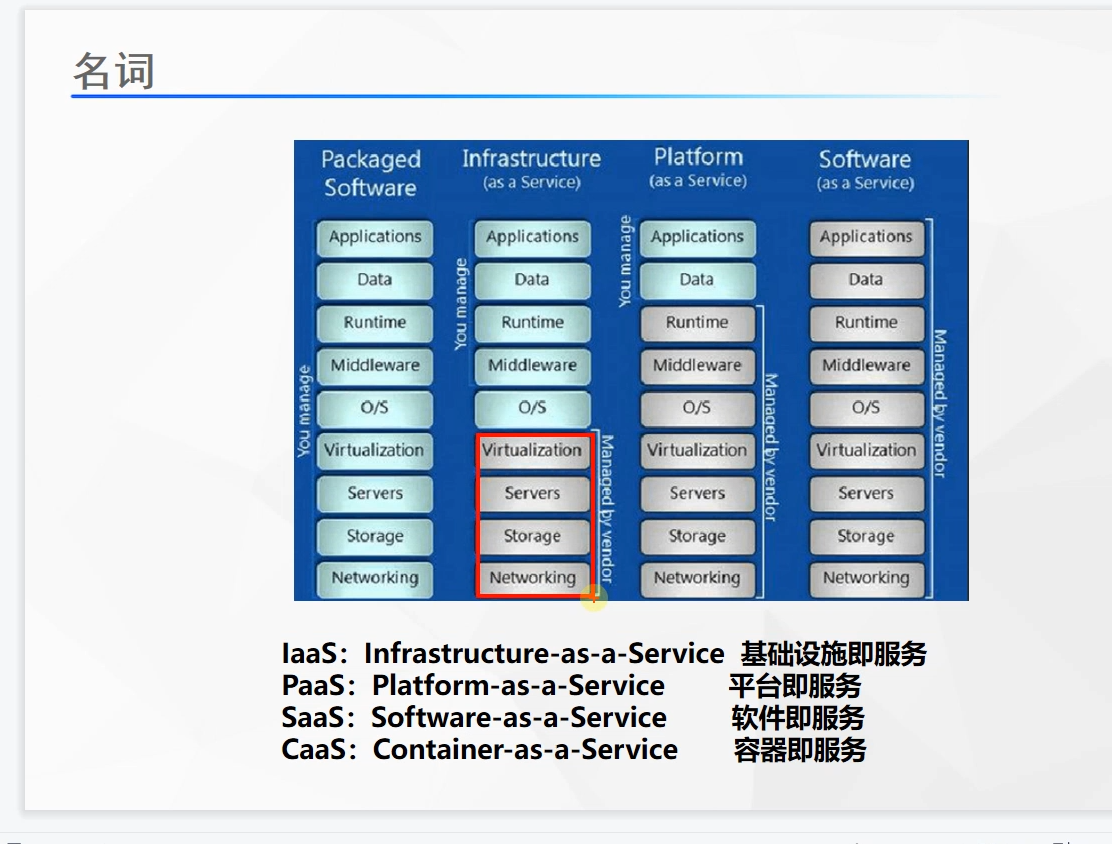 名词
Packaged Software
Infrastructure
(as a Service)
Platform
(as a Service)
Software
(as a Service)
You manage
Applications
Data
Runtime
Middleware
O/S
Virtualization
Servers
Storage
Networking
You manage
Applications
Data
Runtime
Middleware
O/S
Virtualization
Servers
Storage
Networking
Managed by vendor
You manage
Applications
Data
Runtime
Middleware
O/S
Virtualization
Servers
Storage
Networking
Managed by vendor
Applications
Data
Runtime
Middleware
O/S
Virtualization
Servers
Storage
Networking
Managed by vendor
IaaS：Infrastructure-as-a-Service 基础设施即服务
PaaS：Platform-as-a-Service 平台即服务
SaaS：Software-as-a-Service 软件即服务
CaaS：Container-as-a-Service 容器即服务